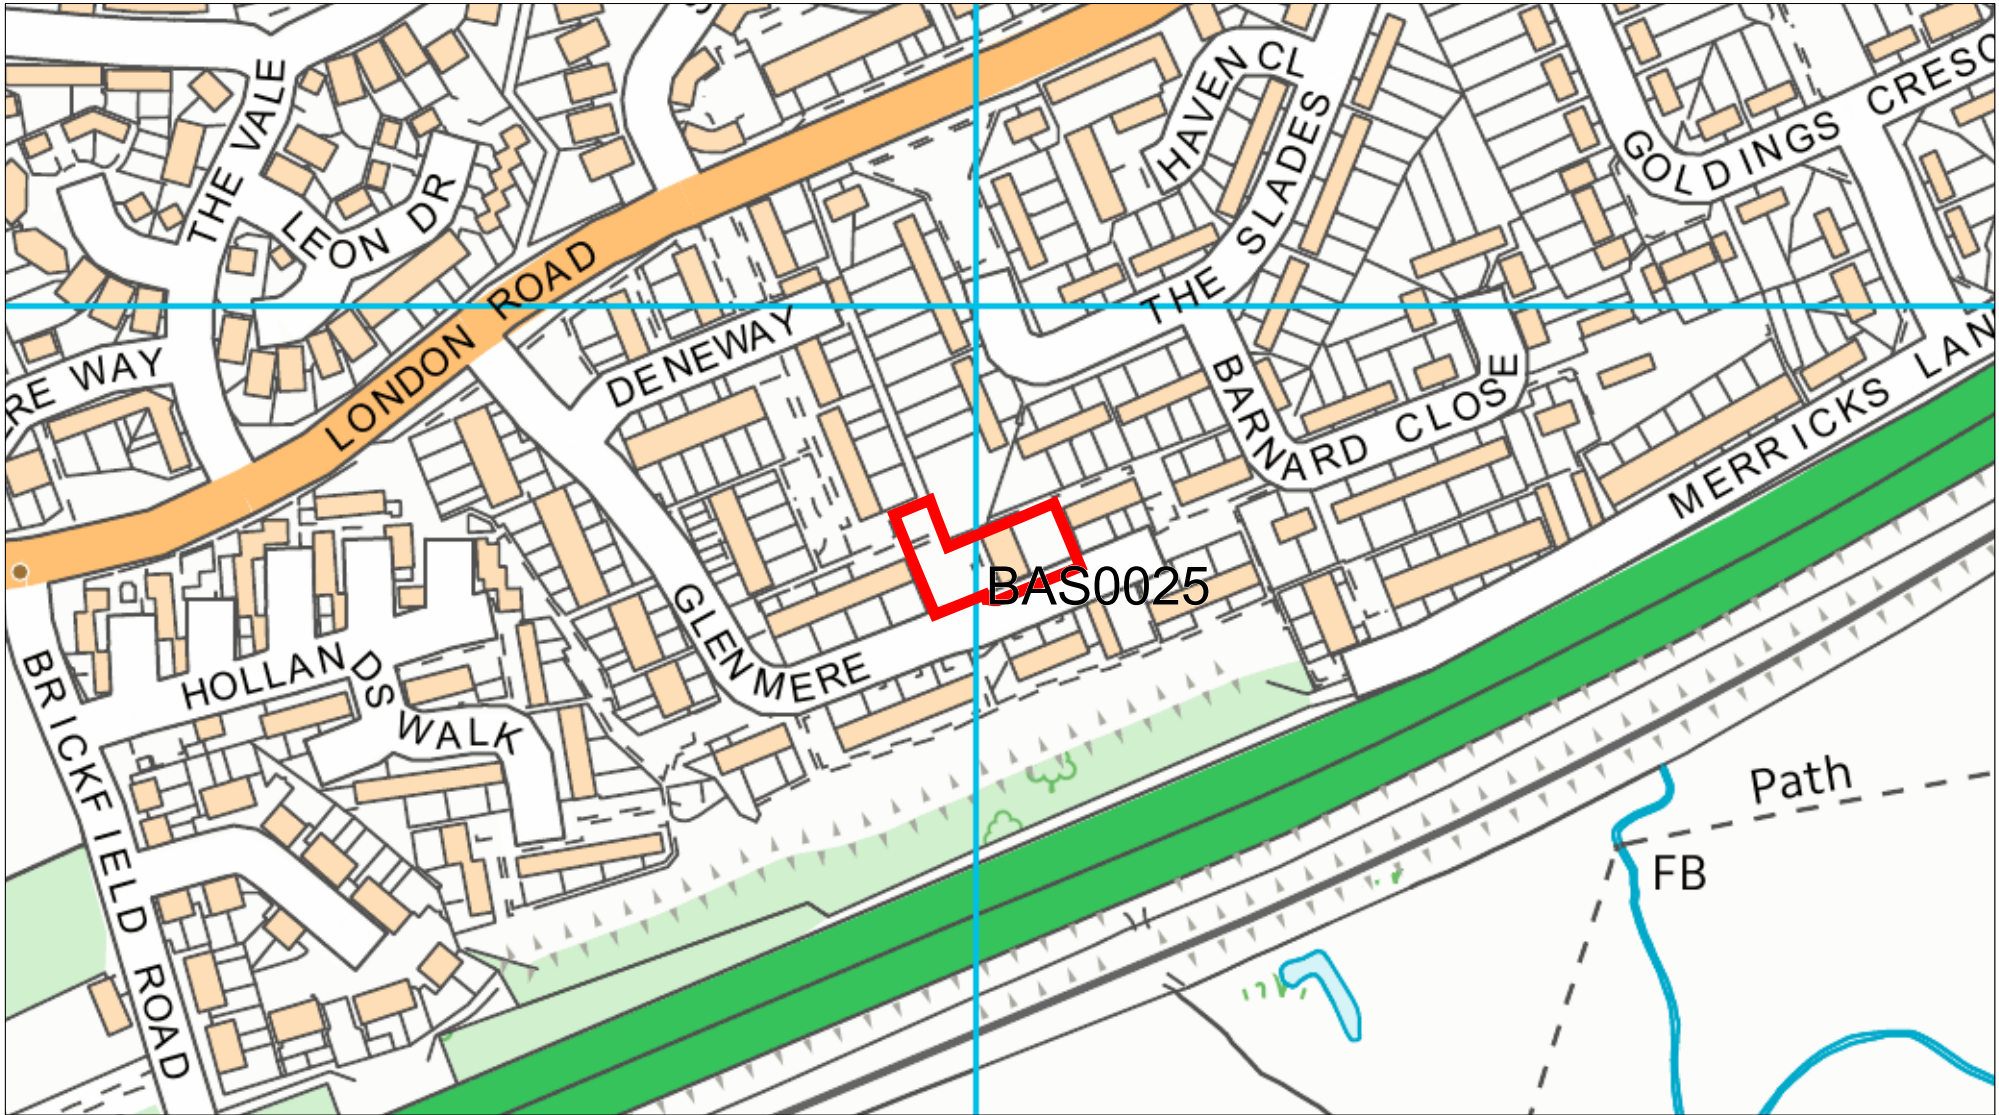 THE VALE
HAVEN CL
GOLDINGS CRESC
LEON DR
THE SLADES
LONDON ROAD
DENEWAY
ERE WAY
BARNARD CLOSE
MERRICKS LAN
BAS0025
GLENMERE
HOLLANDS WALK
BRICKFIELD ROAD
Path
FB